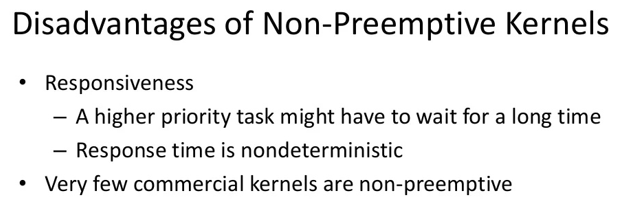 Disadvantages of Non-Preemptive Kernels
• Responsiveness
– A higher priority task might have to wait for a long time
– Response time is nondeterministic
• Very few commercial kernels are non-preemptive